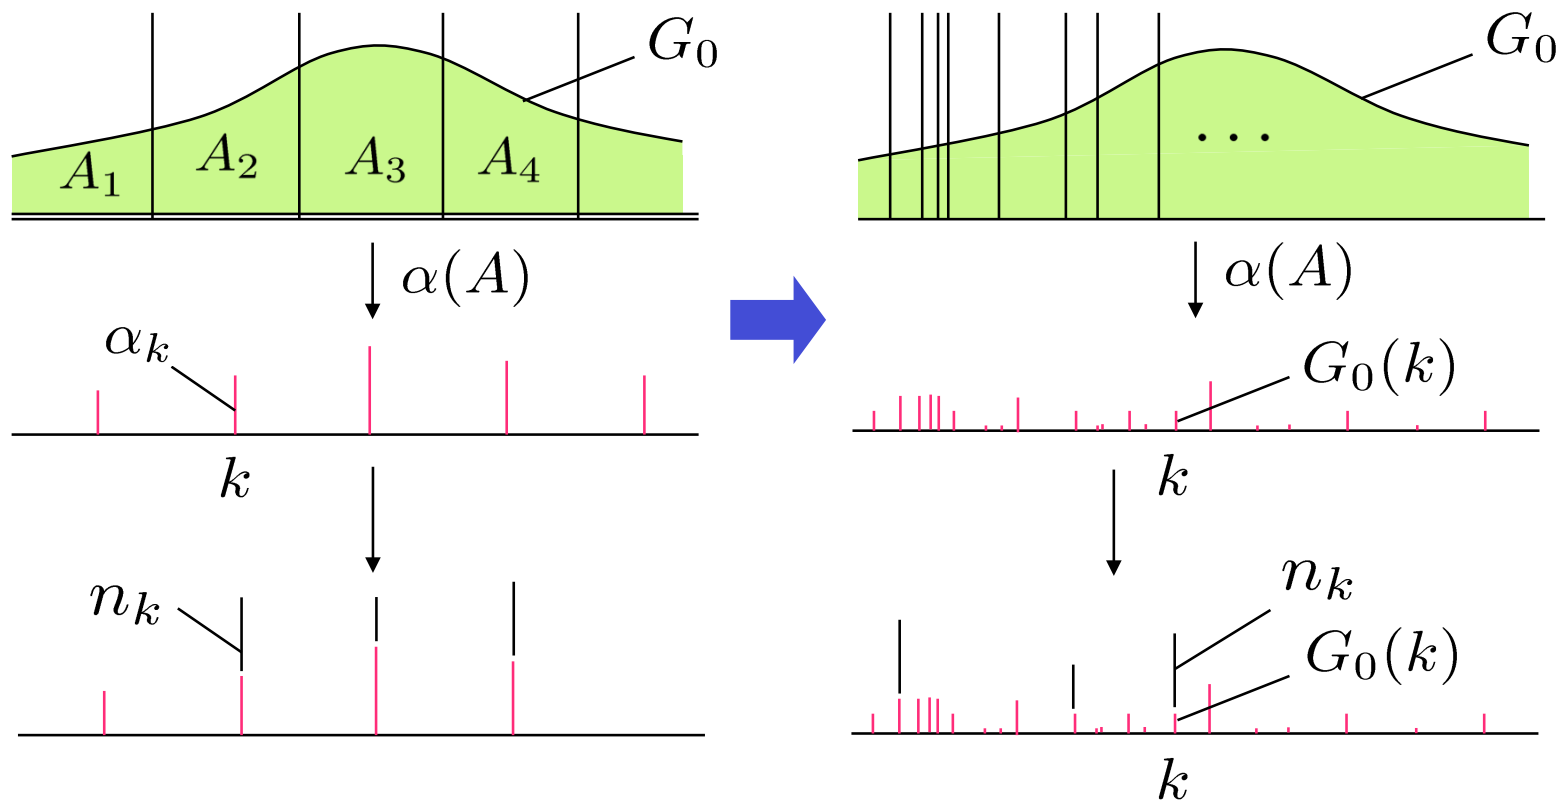 G₀
A₁ A₂ A₃ A₄
α(A)
αₖ
k
nₖ
G₀
...
α(A)
G₀(k)
k
nₖ
G₀(k)
k